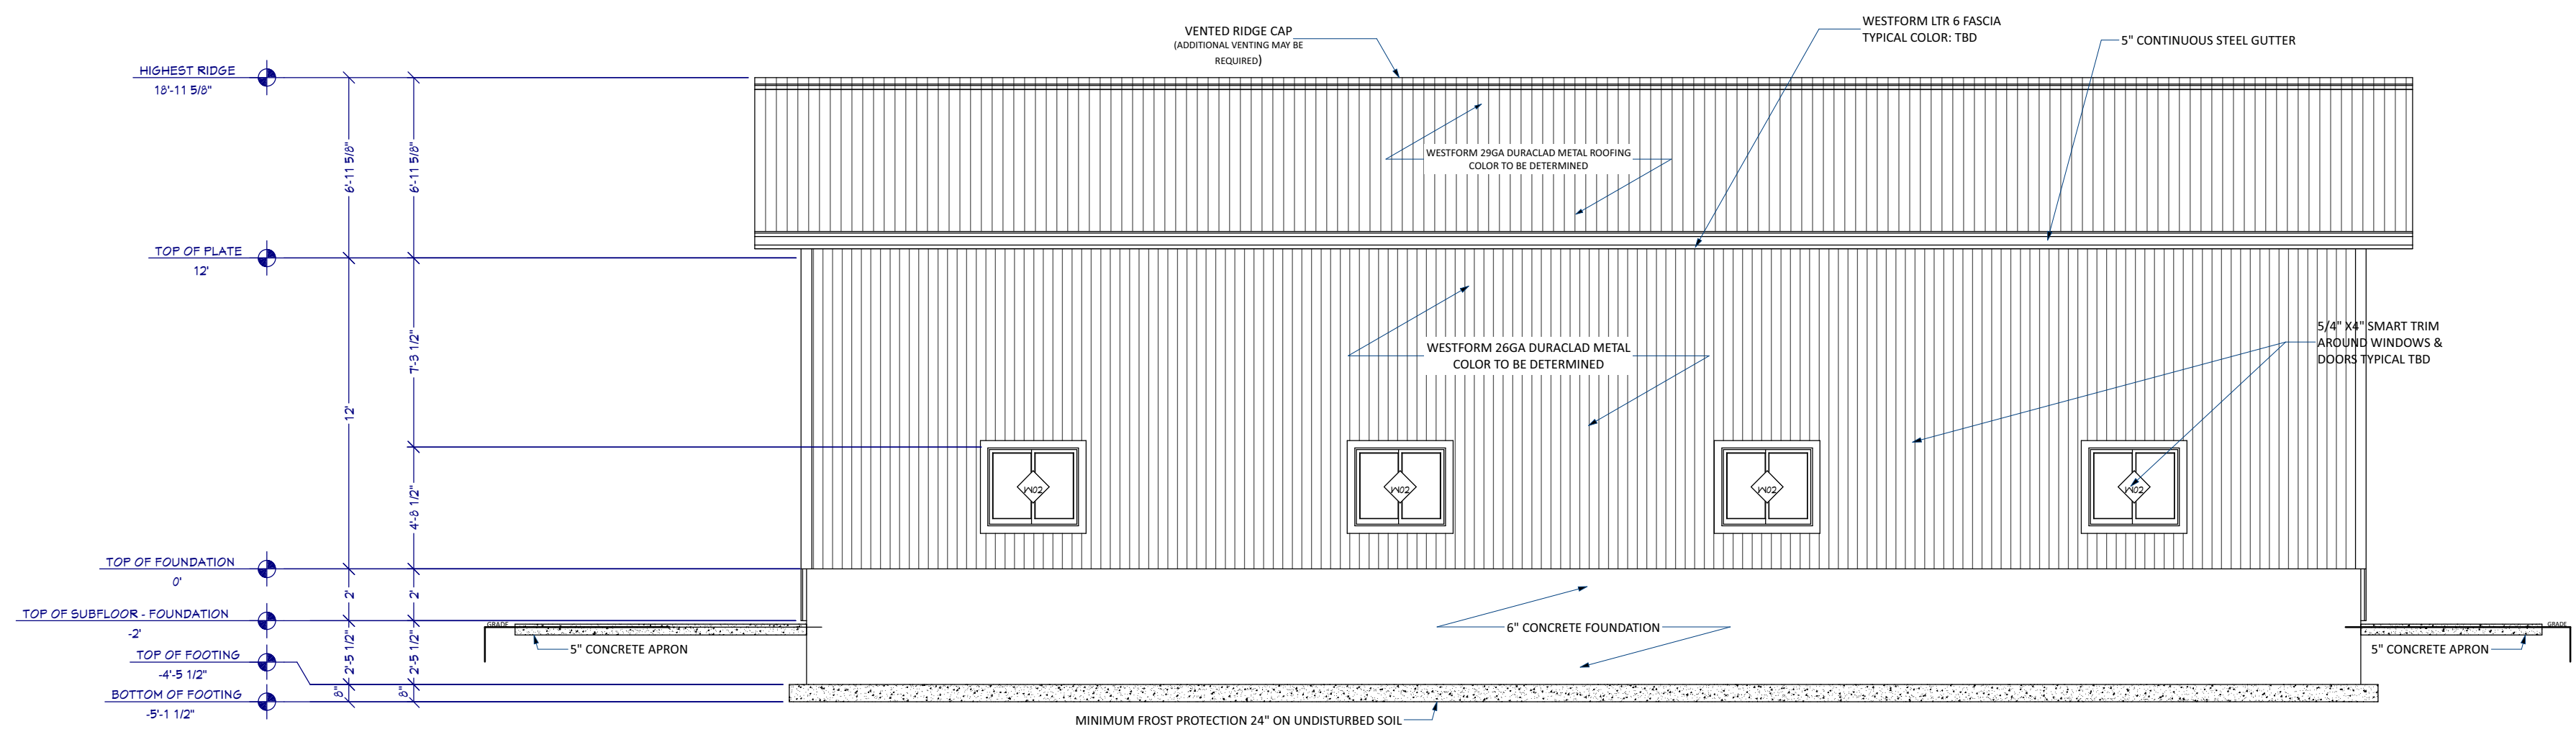 VENTED RIDGE CAP
(ADDITIONAL VENTING MAY BE
REQUIRED)
WESTFORM LTR 6 FASCIA
TYPICAL COLOR: TBD
5" CONTINUOUS STEEL GUTTER
HIGHEST RIDGE
18'-11 5/8"
6'-11 5/8"
6'-11 5/8"
WESTFORM 29GA DURACLAD METAL ROOFING
COLOR TO BE DETERMINED
TOP OF PLATE
12'
12'
7'-3 1/2"
4'-8 1/2"
WESTFORM 26GA DURACLAD METAL
COLOR TO BE DETERMINED
5/4" X4" SMART TRIM
AROUND WINDOWS &
DOORS TYPICAL TBD
W02
W02
W02
W02
TOP OF FOUNDATION
0'
2'
2'
TOP OF SUBFLOOR - FOUNDATION
-2'
2'-5 1/2"
2'-5 1/2"
GRADE
GRADE
6" CONCRETE FOUNDATION
5" CONCRETE APRON
5" CONCRETE APRON
TOP OF FOOTING
-4'-5 1/2"
8"
8"
BOTTOM OF FOOTING
-5'-1 1/2"
MINIMUM FROST PROTECTION 24" ON UNDISTURBED SOIL